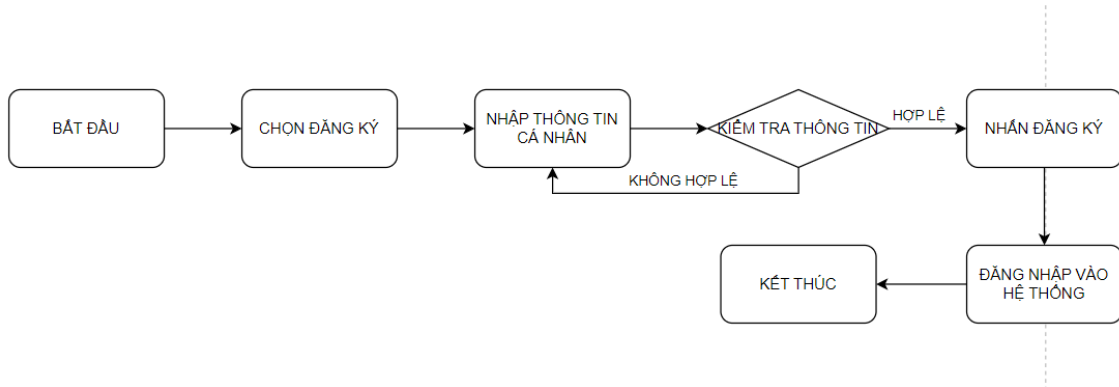 BẮT ĐẦU
CHỌN ĐĂNG KÝ
NHẬP THÔNG TIN
CÁ NHÂN
KIỂM TRA THÔNG TIN
HỢP LỆ
NHẤN ĐĂNG KÝ
KHÔNG HỢP LỆ
ĐĂNG NHẬP VÀO
HỆ THỐNG
KẾT THÚC